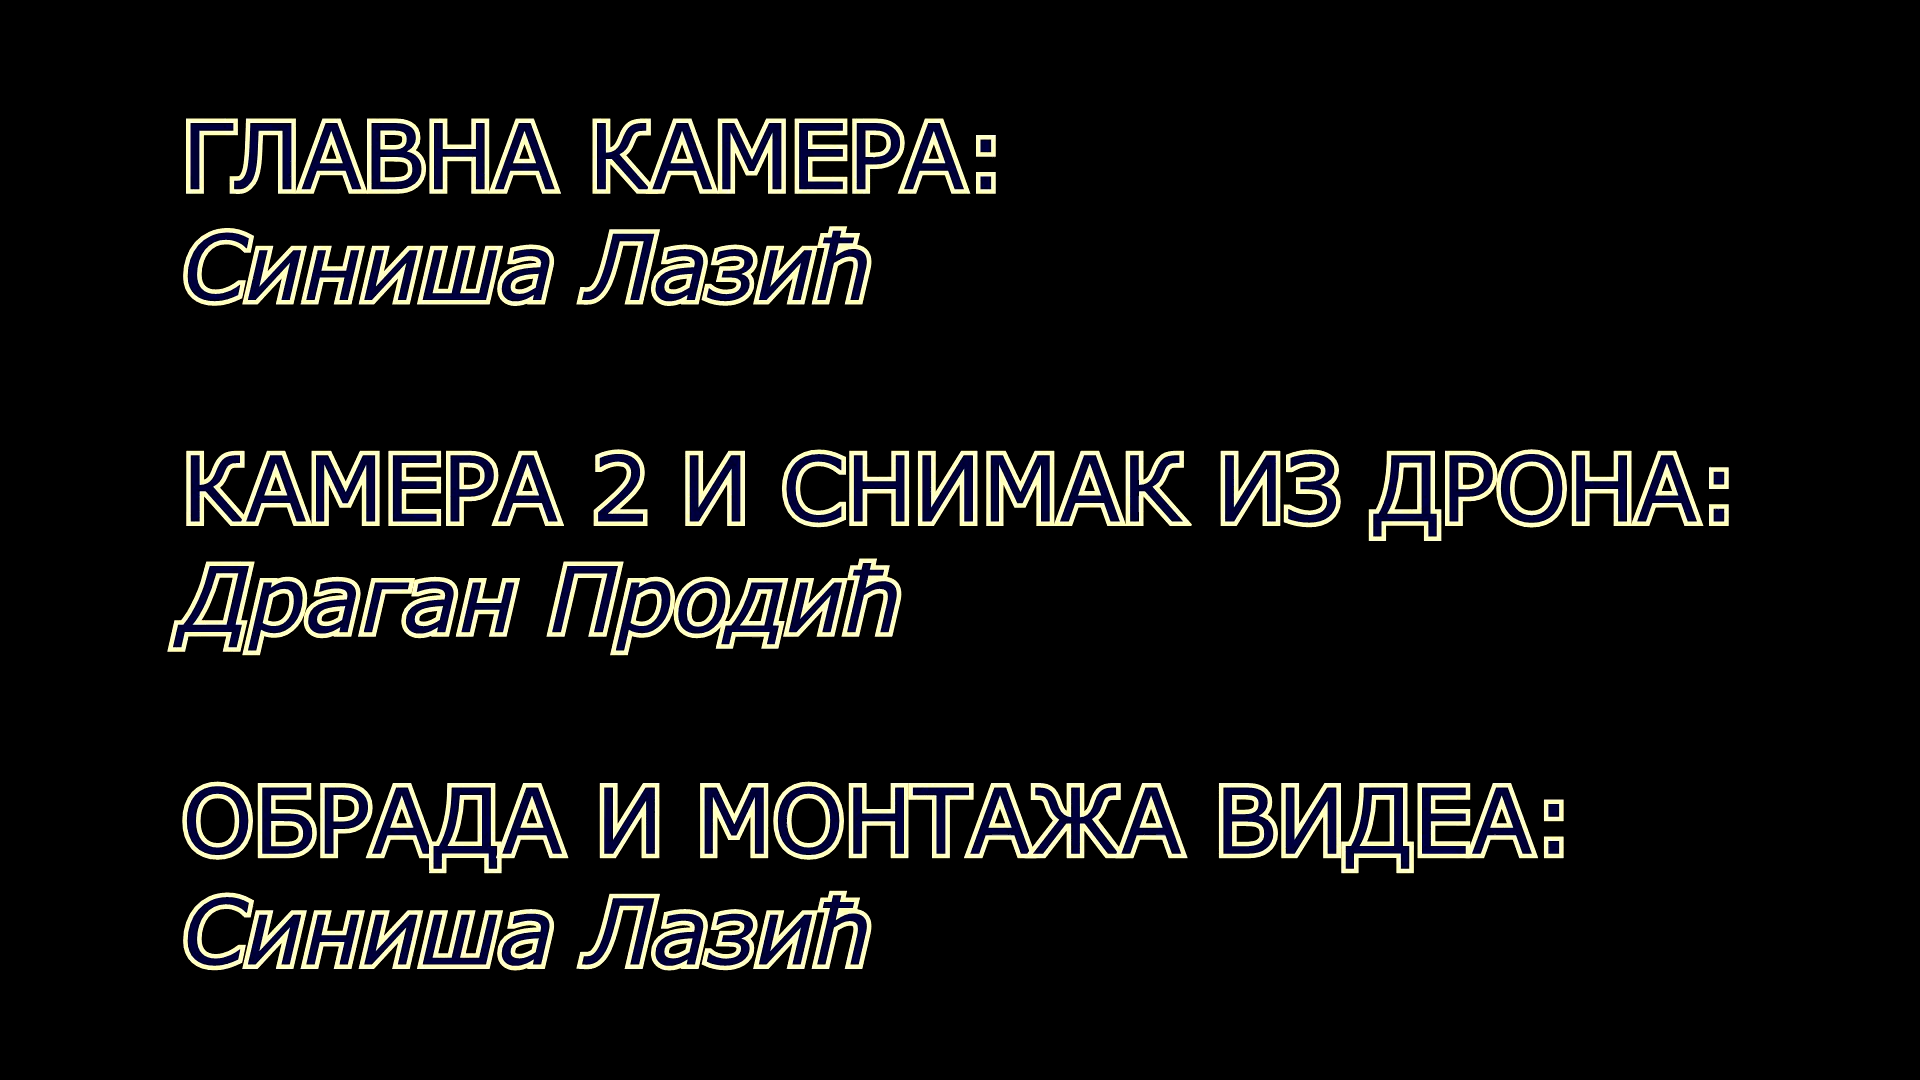 ГЛАВНА КАМЕРА:
Синиша Лазић
КАМЕРА 2 И СНИМАК ИЗ ДРОНА:
Драган Продић
ОБРАДА И МОНТАЖА ВИДЕА:
Синиша Лазић